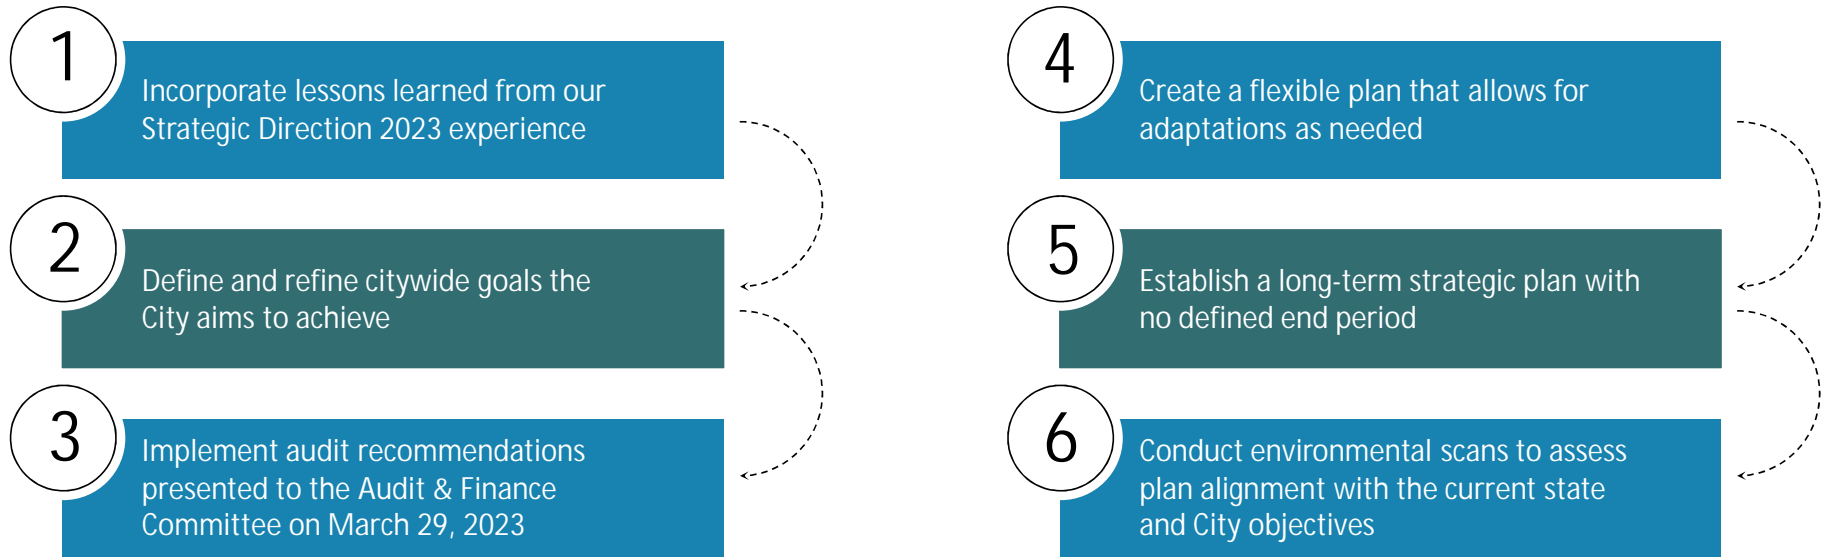 1
Incorporate lessons learned from our
Strategic Direction 2023 experience
2
Define and refine citywide goals the
City aims to achieve
3
Implement audit recommendations
presented to the Audit & Finance
Committee on March 29, 2023
4
Create a flexible plan that allows for
adaptations as needed
5
Establish a long-term strategic plan with
no defined end period
6
Conduct environmental scans to assess
plan alignment with the current state
and City objectives